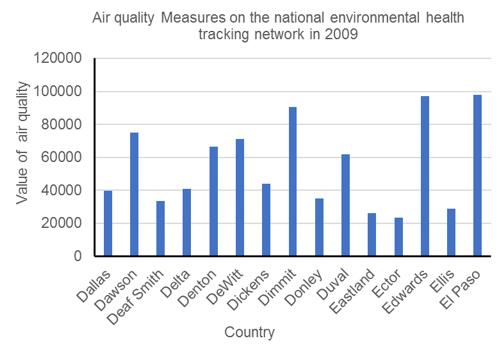 Air quality Measures on the national environmental health
tracking network in 2009
Value of air quality
120000
100000
80000
60000
40000
20000
0
Dallas
Dawson
Deaf Smith
Delta
Denton
DeWitt
Dickens
Dimmit
Donley
Duval
Eastland
Ector
Edwards
Ellis
El Paso
Country